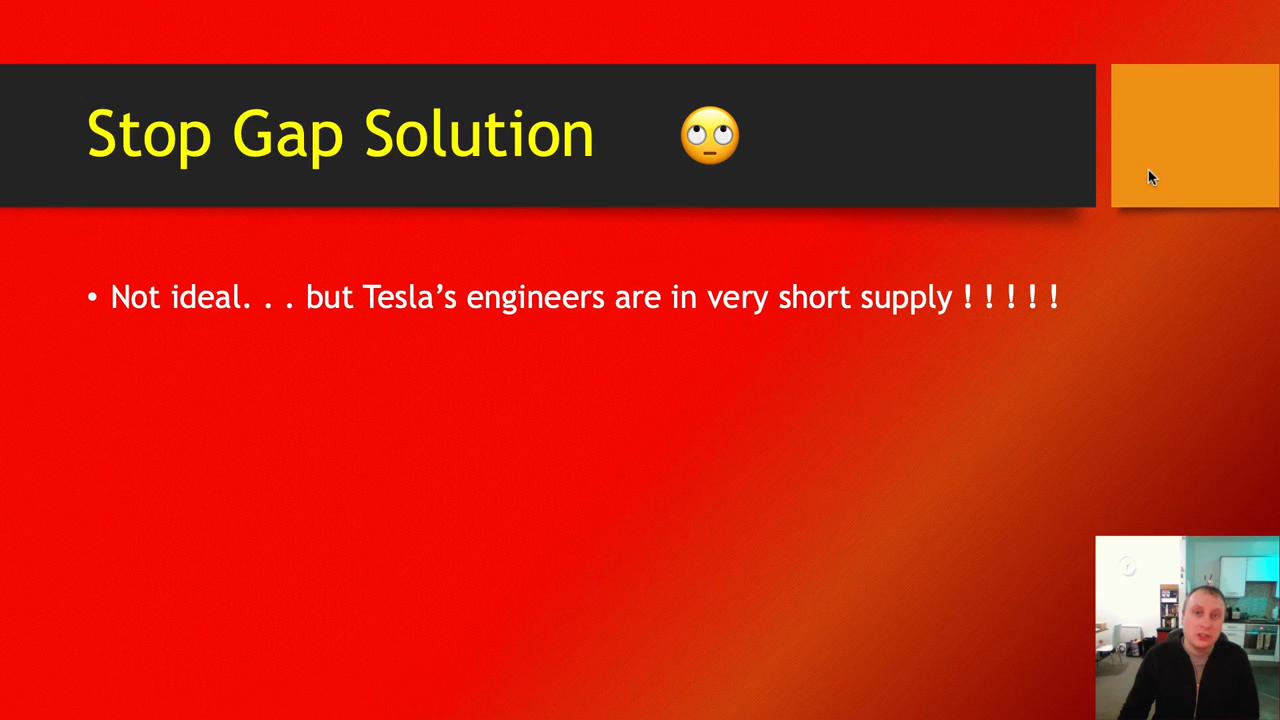 Stop Gap Solution 🙄
• Not ideal. . . but Tesla’s engineers are in very short supply ! ! ! ! !